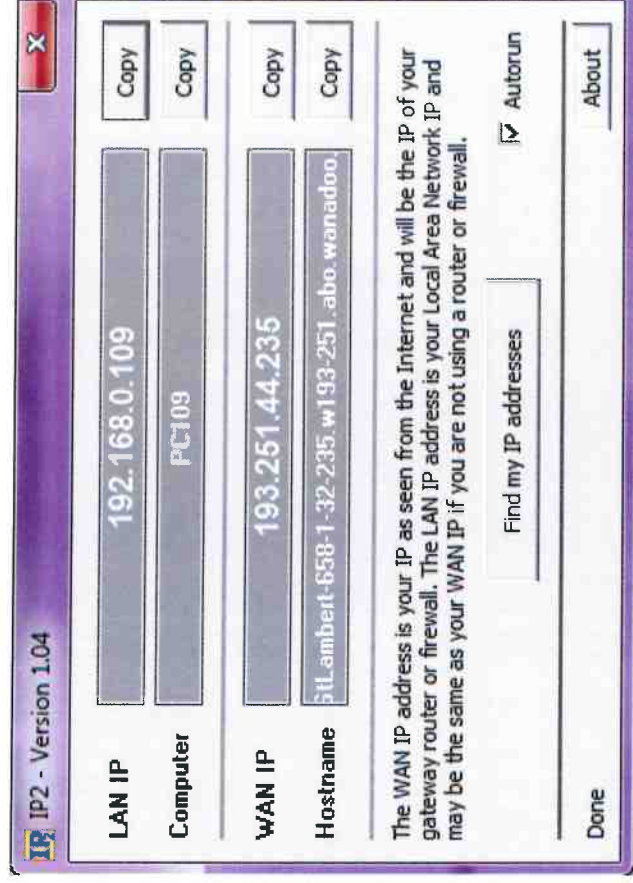 IP2 - Version 1.04
LAN IP 192.168.0.109 Copy
Computer PC109 Copy
WAN IP 193.251.44.235 Copy
Hostname StLambert-658-1-32-235.w193-251.abo.wanadoo. Copy
The WAN IP address is your IP as seen from the Internet and will be the IP of your
gateway router or firewall. The LAN IP address is your Local Area Network IP and
may be the same as your WAN IP if you are not using a router or firewall.
Find my IP addresses Autorun
Done About